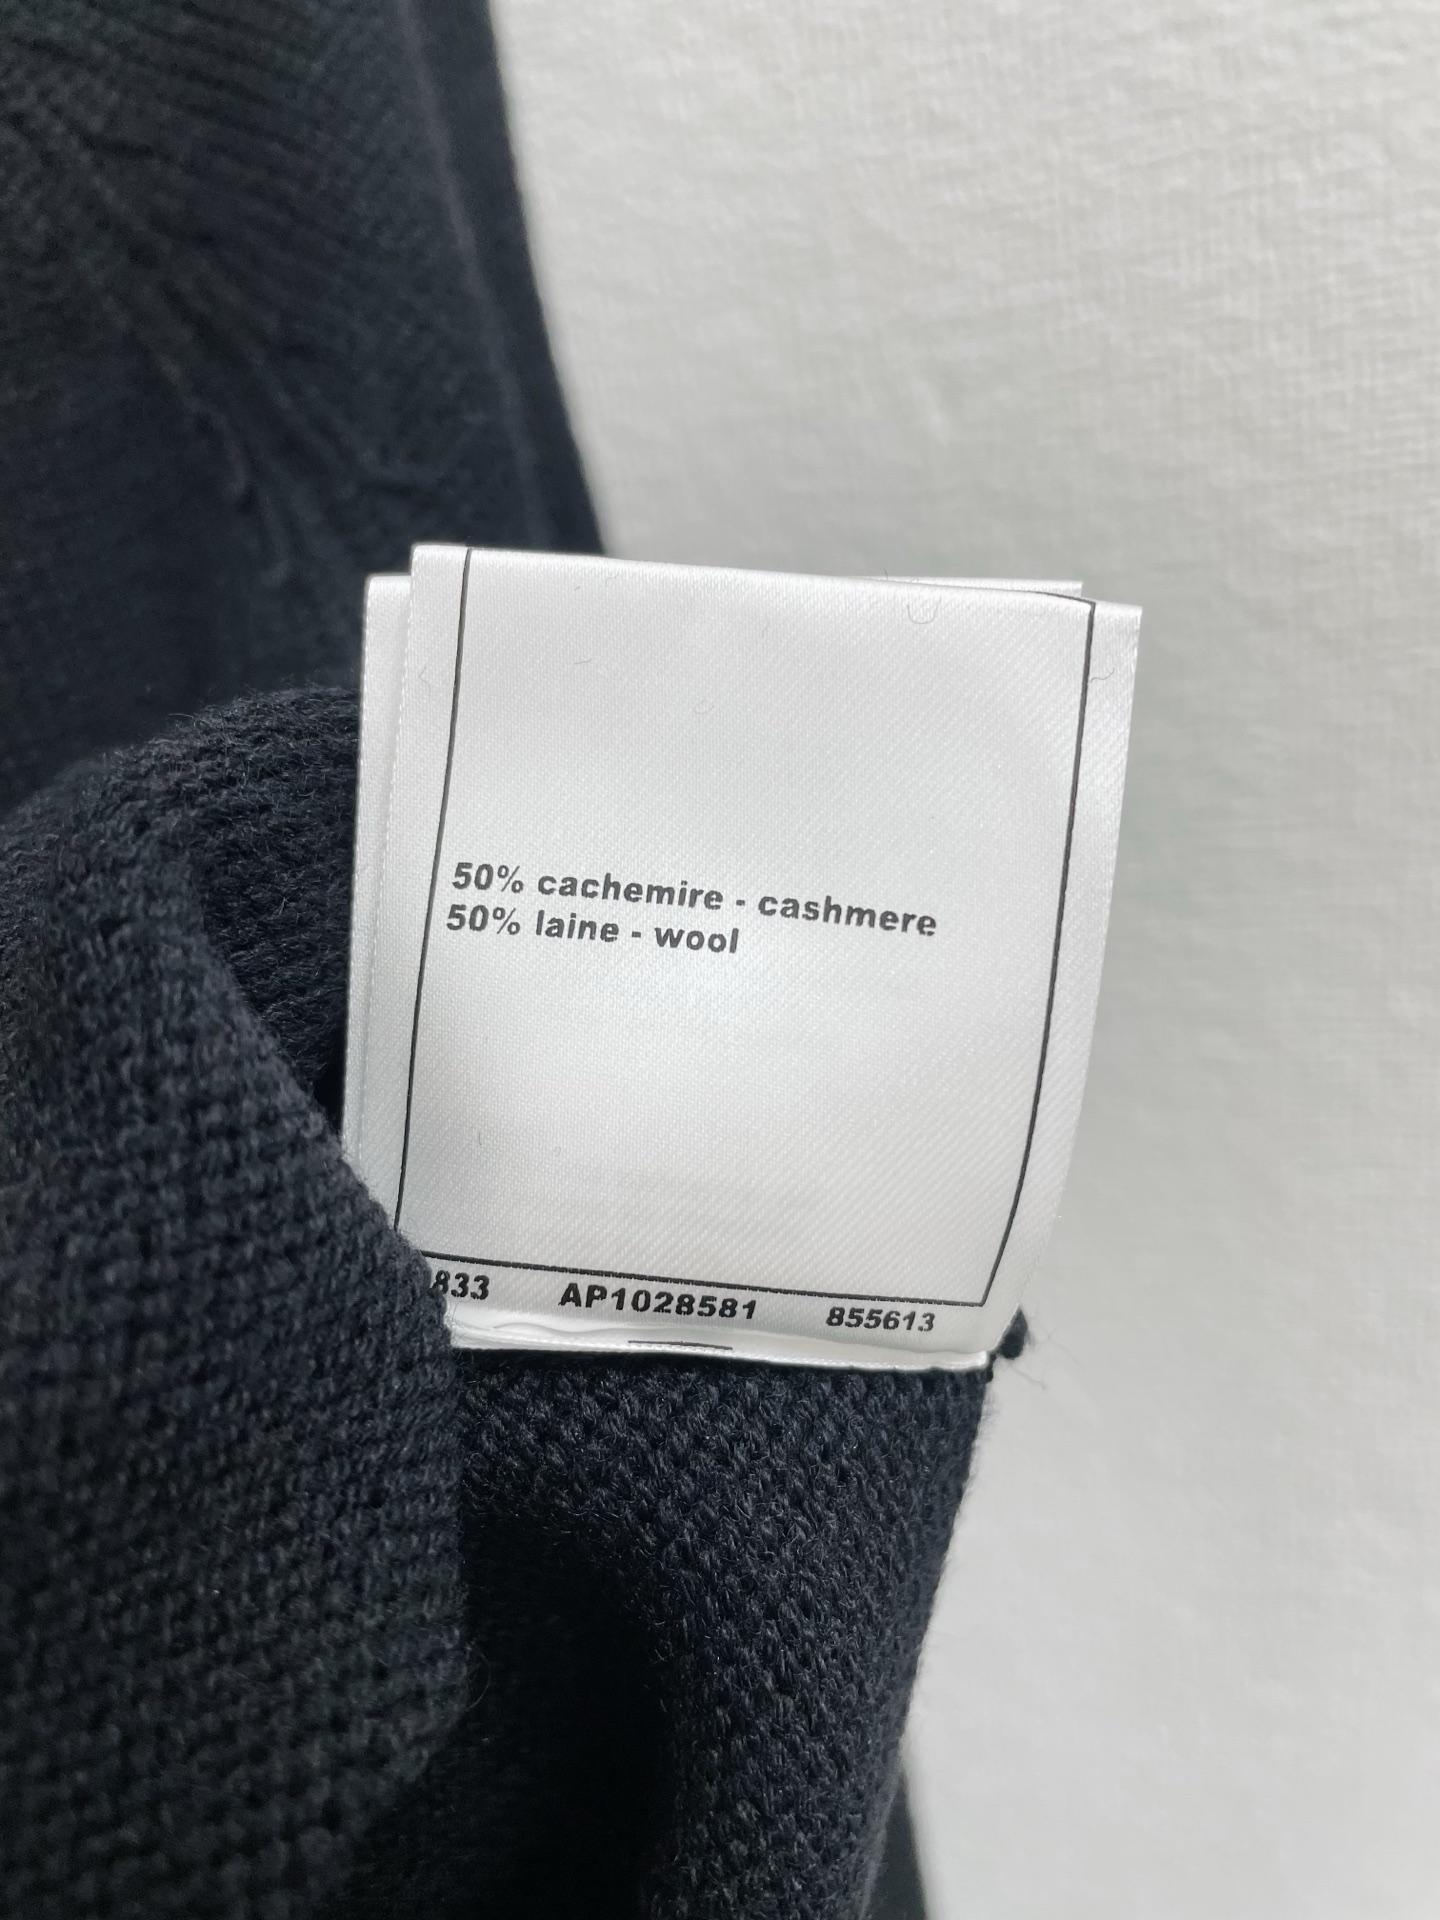 50% cachemire - cashmere
50% laine - wool
833 AP1028581 855613